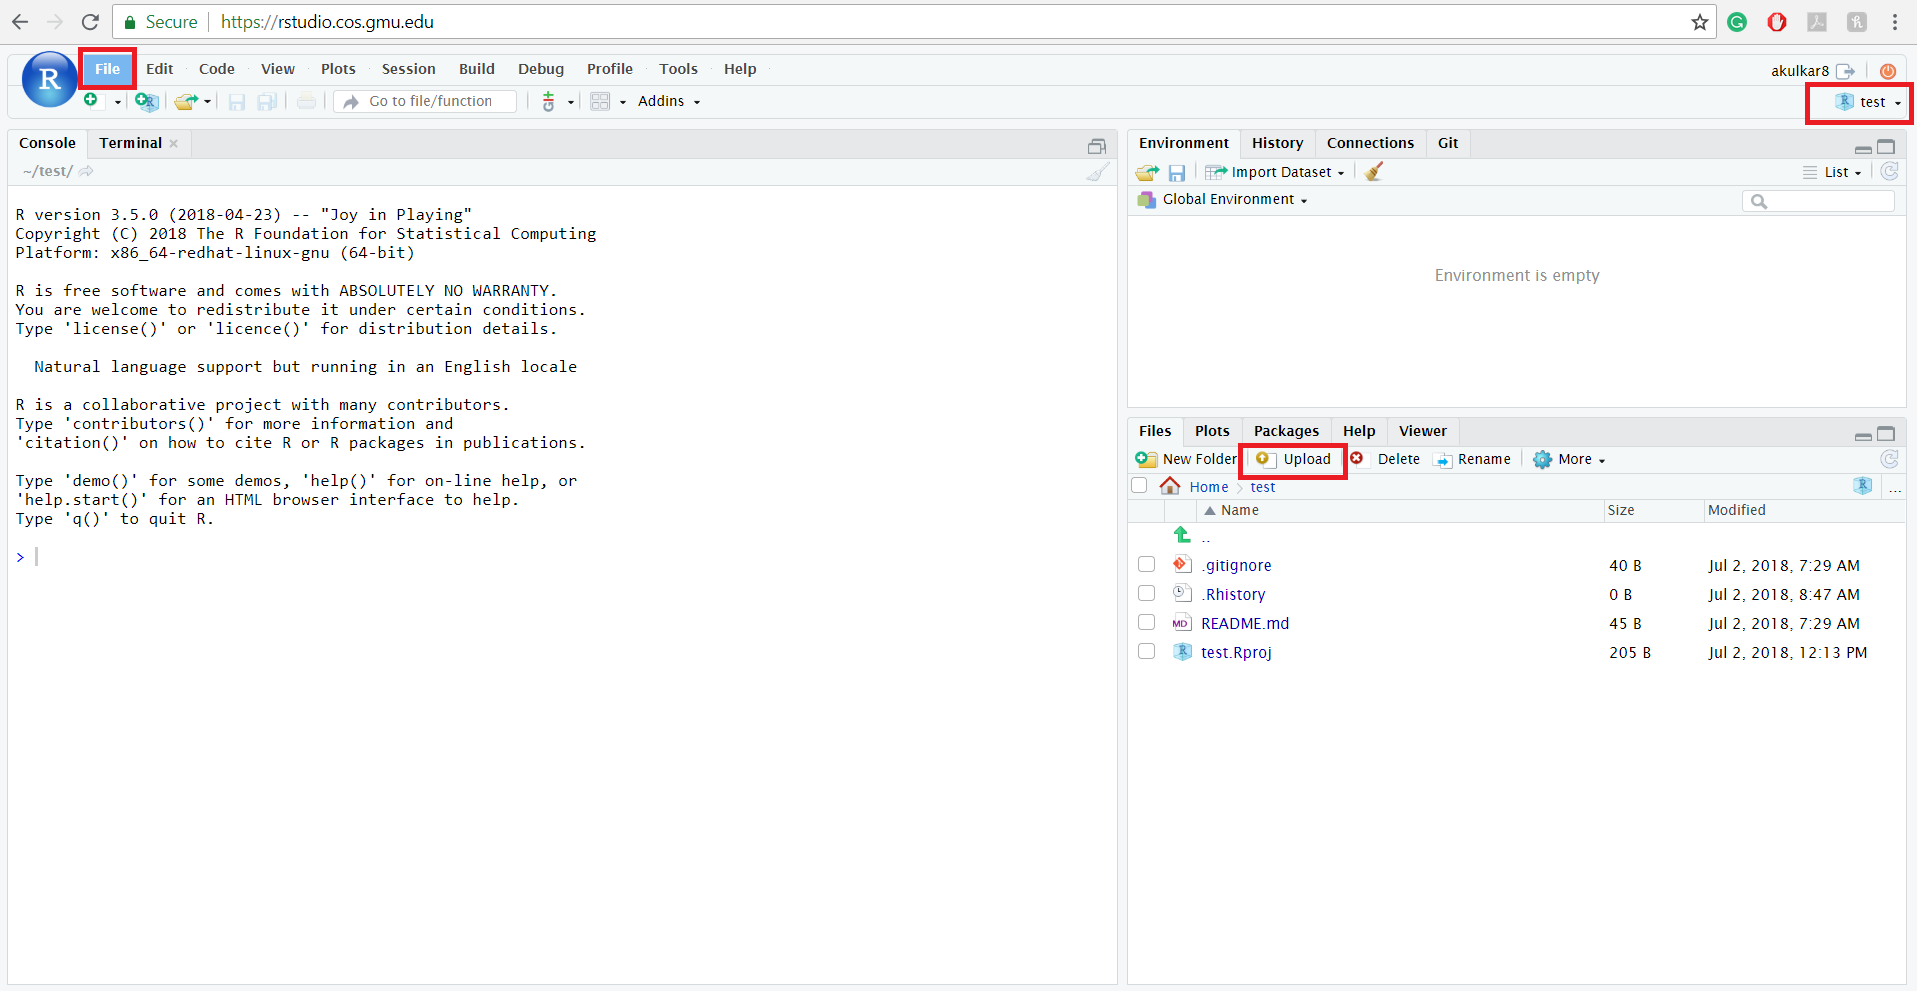 Secure https://rstudio.cos.gmu.edu
R File Edit Code View Plots Session Build Debug Profile Tools Help akulkar8
Go to file/function Addins test
Console Terminal
~/test/
R version 3.5.0 (2018-04-23) -- "Joy in Playing"
Copyright (C) 2018 The R Foundation for Statistical Computing
Platform: x86_64-redhat-linux-gnu (64-bit)
R is free software and comes with ABSOLUTELY NO WARRANTY.
You are welcome to redistribute it under certain conditions.
Type 'license()' or 'licence()' for distribution details.
Natural language support but running in an English locale
R is a collaborative project with many contributors.
Type 'contributors()' for more information and
'citation()' on how to cite R or R packages in publications.
Type 'demo()' for some demos, 'help()' for on-line help, or
'help.start()' for an HTML browser interface to help.
Type 'q()' to quit R.
>
Environment History Connections Git
Import Dataset List
Global Environment
Environment is empty
Files Plots Packages Help Viewer
New Folder Upload Delete Rename More
Home test ...
Name Size Modified
..
.gitignore 40 B Jul 2, 2018, 7:29 AM
.Rhistory 0 B Jul 2, 2018, 8:47 AM
MD README.md 45 B Jul 2, 2018, 7:29 AM
test.Rproj 205 B Jul 2, 2018, 12:13 PM